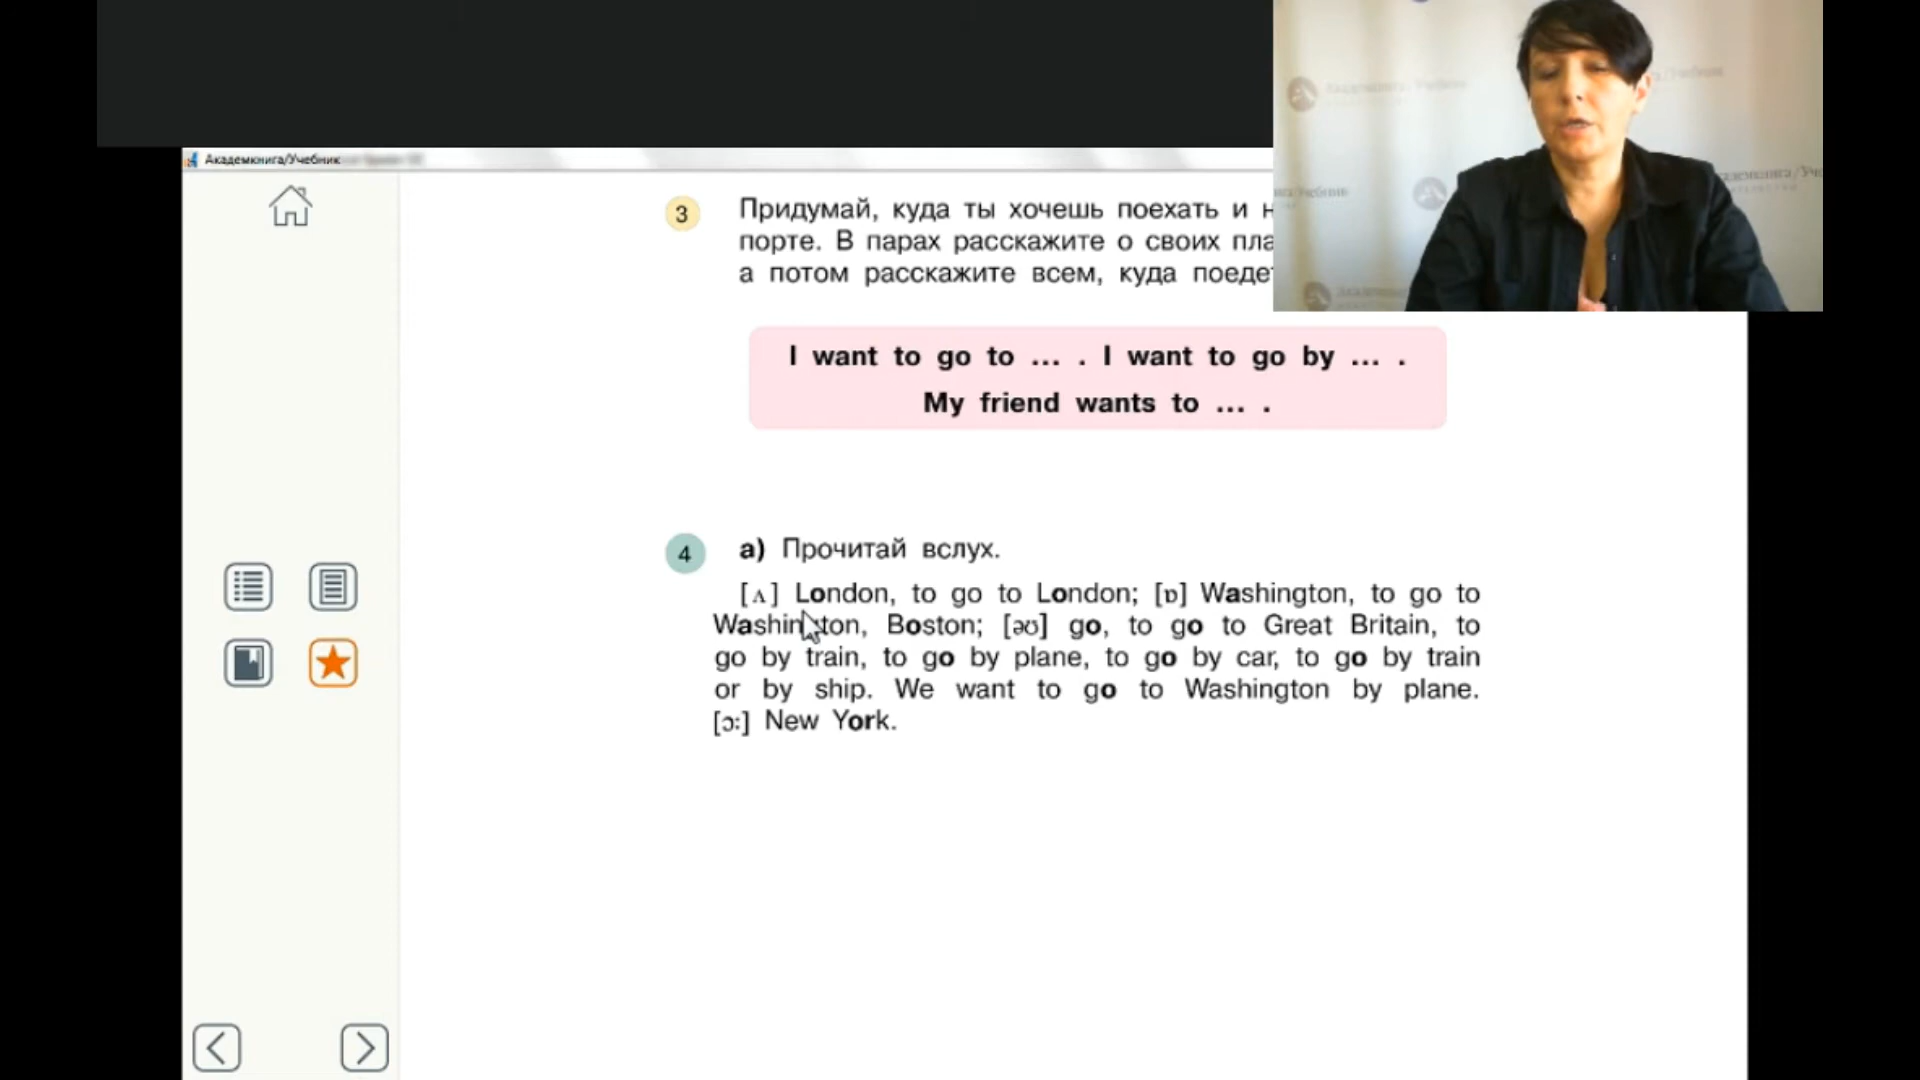 Академкнига/Учебник
3
Придумай, куда ты хочешь поехать и
порте. В парах расскажите о своих
а потом расскажите всем, куда
I want to go to ... . I want to go by ... .
My friend wants to ... .
4 а) Прочитай вслух.
[ʌ] London, to go to London; [ɒ] Washington, to go to
Washington, Boston; [əʊ] go, to go to Great Britain, to
go by train, to go by plane, to go by car, to go by train
or by ship. We want to go to Washington by plane.
[ɔ:] New York.